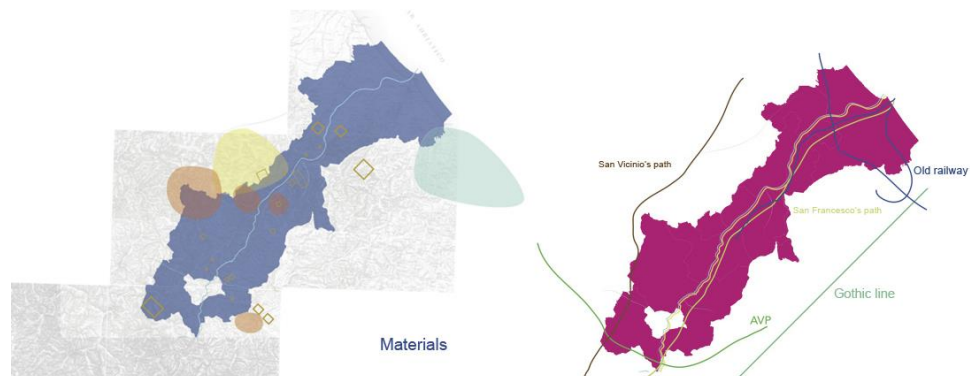 Materials
San Vicinio's path
Old railway
San Francesco's path
Gothic line
AVP